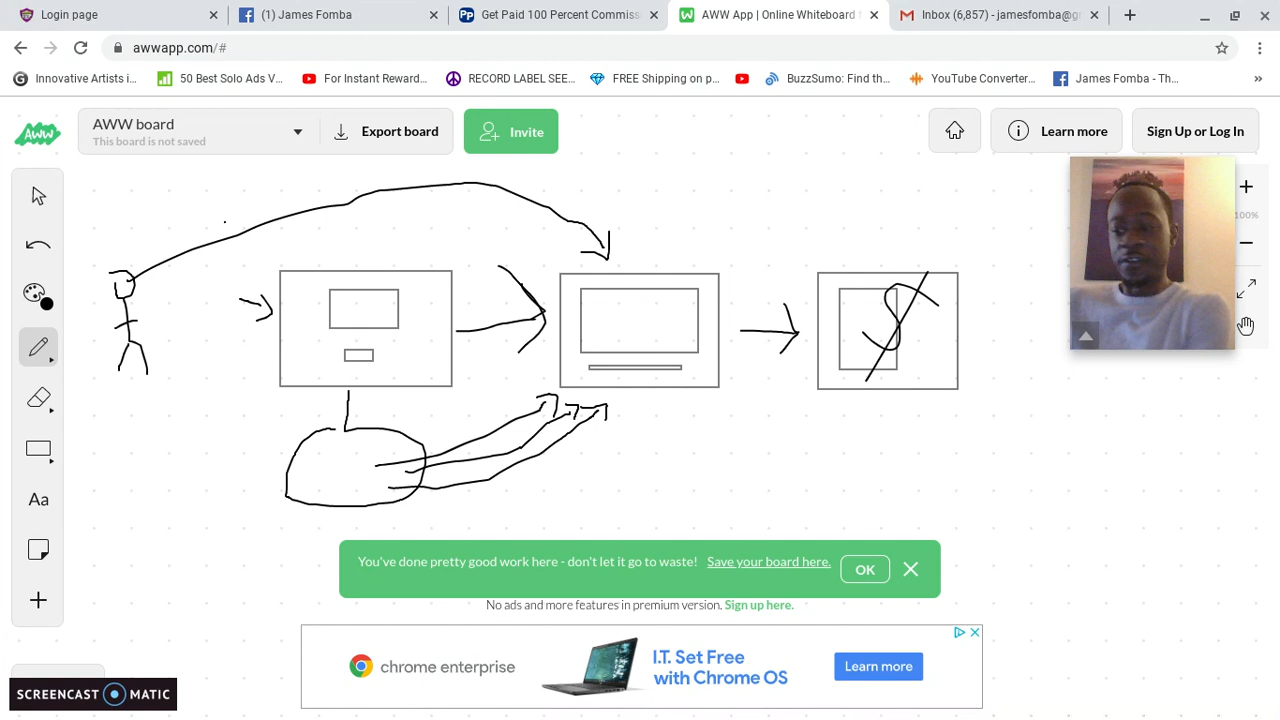 Login page
(1) James Fomba
Get Paid 100 Percent Commiss
AWW App | Online Whiteboard f
Inbox (6,857) - jamesfomba@g
awwapp.com/#
Innovative Artists i...
50 Best Solo Ads V...
For Instant Reward...
RECORD LABEL SEE...
FREE Shipping on p...
BuzzSumo: Find th...
YouTube Converter...
James Fomba - Th...
»
AWW
AWW board
This board is not saved
Export board
Invite
Learn more
Sign Up or Log In
100%
Aa
$
You've done pretty good work here - don't let it go to waste! Save your board here.
OK
No ads and more features in premium version. Sign up here.
chrome enterprise
I.T. Set Free
with Chrome OS
Learn more
SCREENCAST MATIC